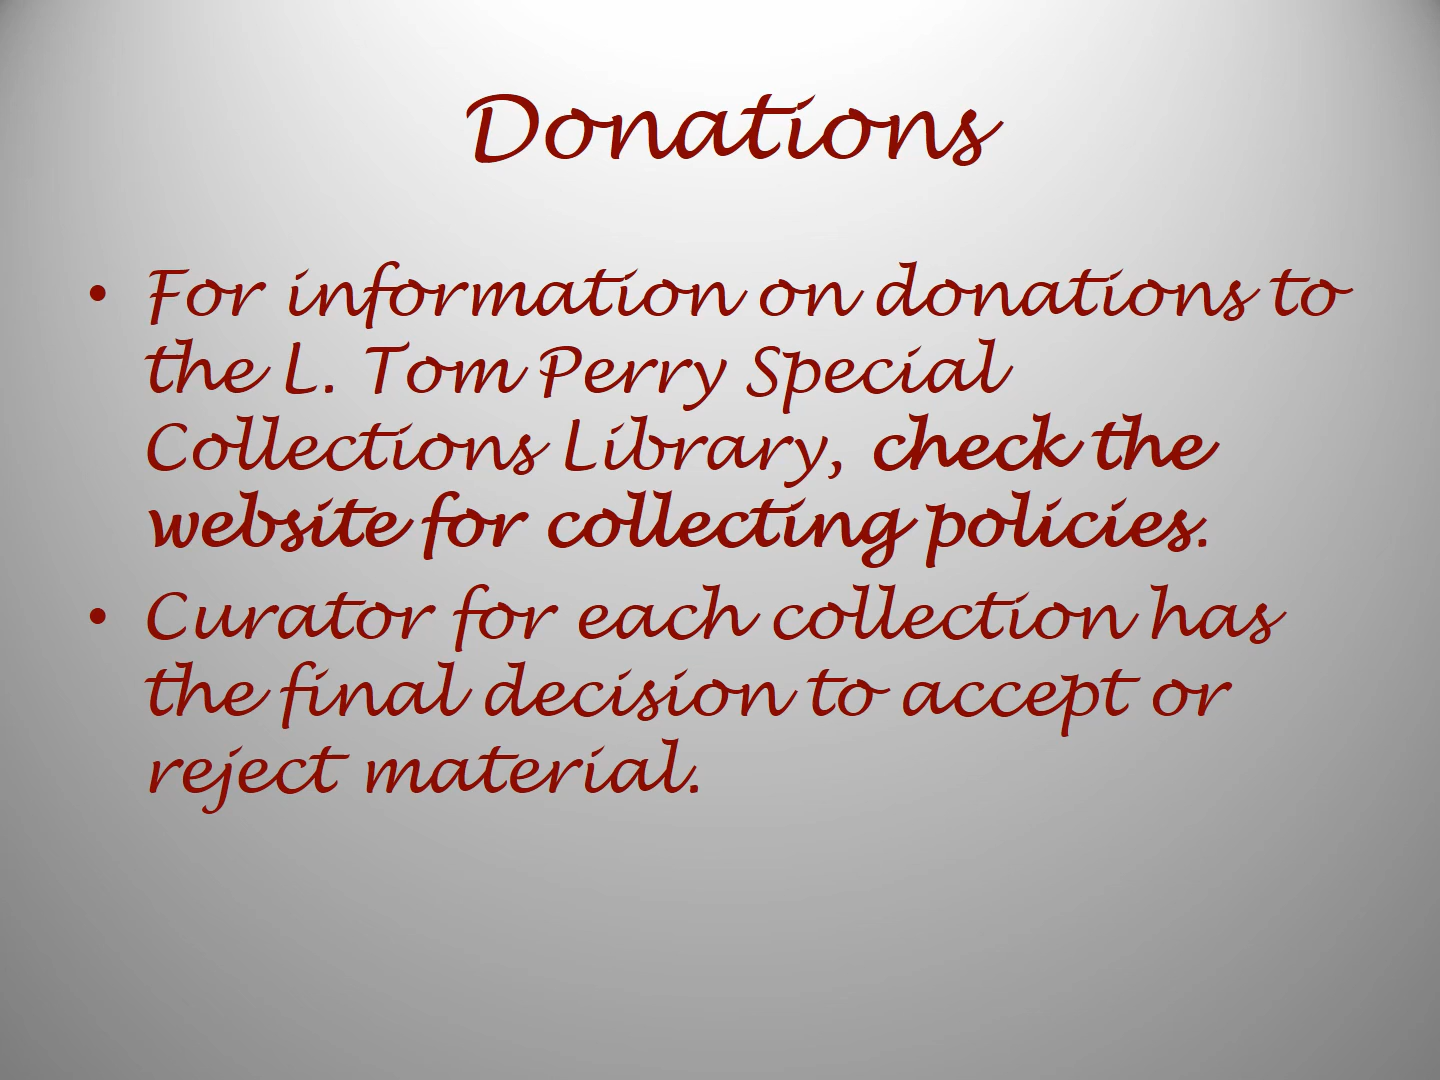 Donations
• For information on donations to
the L. Tom Perry Special
Collections Library, check the
website for collecting policies.
• Curator for each collection has
the final decision to accept or
reject material.